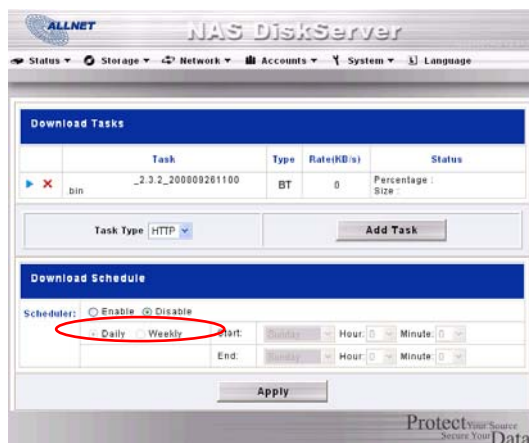 ALLNET
NAS DiskServer
Status Storage Network Accounts System Language
Download Tasks
Task Type Rate(KB/s) Status
_2.3.2_200809261100
bin
BT 0
Percentage :
Size :
Task Type HTTP Add Task
Download Schedule
Scheduler: Enable Disable
Daily Weekly Start: Sunday Hour: 0 Minute: 0
End: Sunday Hour: 0 Minute: 0
Apply
Protect Your Source
Secure Your Data